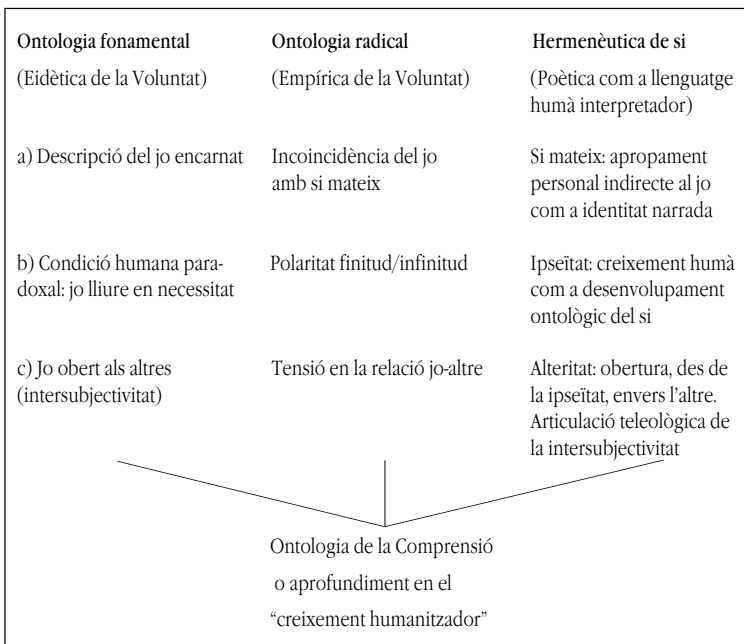 Ontologia fonamental
(Eidètica de la Voluntat)
Ontologia radical
(Empírica de la Voluntat)
Hermenèutica de si
(Poètica com a llenguatge
humà interpretador)
a) Descripció del jo encarnat
Incoincidència del jo
amb si mateix
Si mateix: apropament
personal indirecte al jo
com a identitat narrada
b) Condició humana para-
doxal: jo lliure en necessitat
Polaritat finitud/infinitud
Ipseïtat: creixement humà
com a desenvolupament
ontològic del si
c) Jo obert als altres
(intersubjectivitat)
Tensió en la relació jo-altre
Alteritat: obertura, des de
la ipseïtat, envers l’altre.
Articulació teleològica de
la intersubjectivitat
Ontologia de la Comprensió
o aprofundiment en el
“creixement humanitzador”